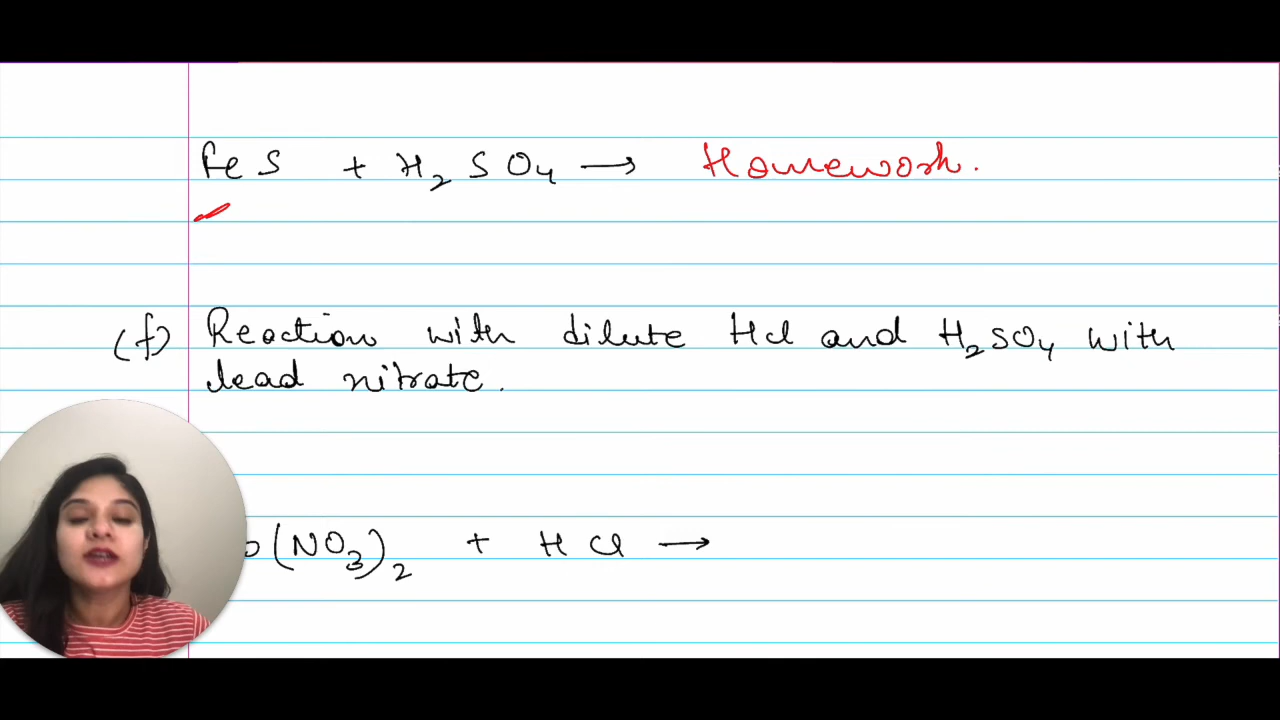 FeS + H₂SO₄ → Homework.
(f) Reaction with dilute HCl and H₂SO₄ with
lead nitrate.
(NO₃)₂ + HCl →